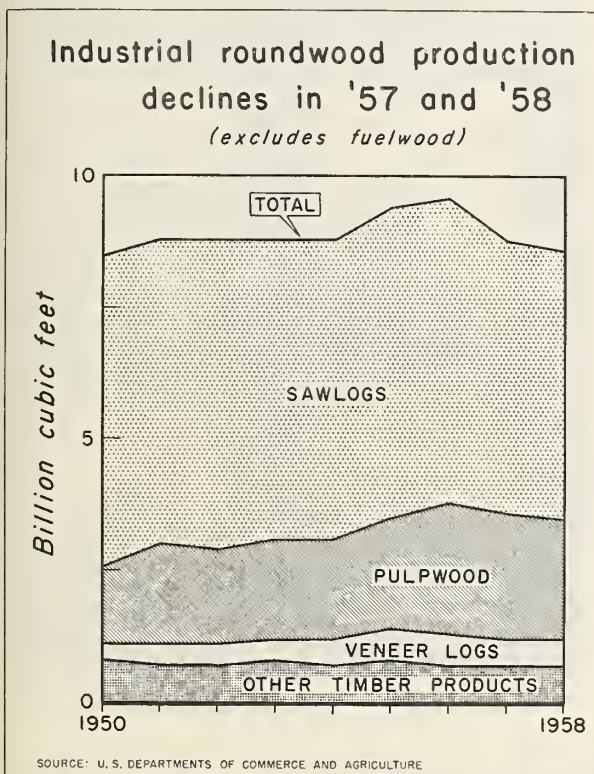 Industrial roundwood production
declines in '57 and '58
(excludes fuelwood)
10
TOTAL
Billion cubic feet
SAWLOGS
5
PULPWOOD
VENEER LOGS
OTHER TIMBER PRODUCTS
0
1950
1958
SOURCE: U.S. DEPARTMENTS OF COMMERCE AND AGRICULTURE